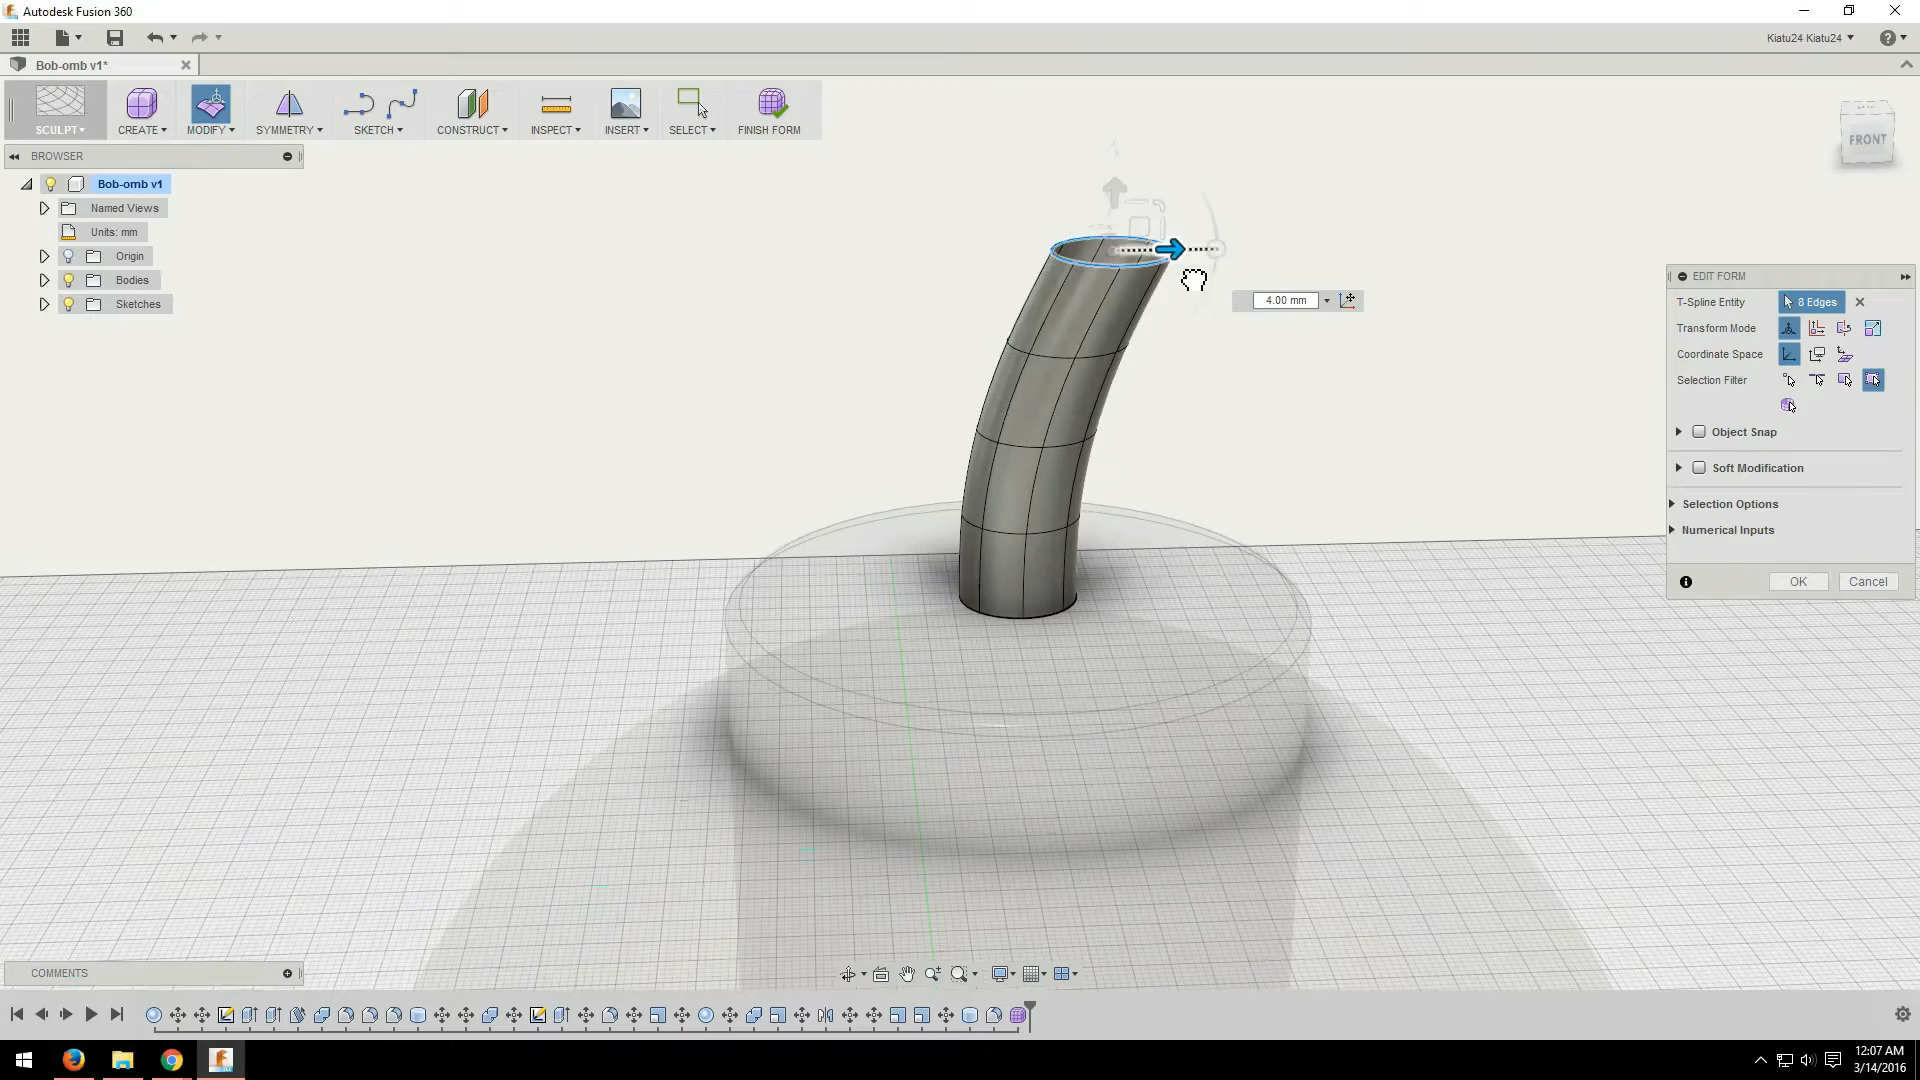 Autodesk Fusion 360
Kiatu24 Kiatu24
Bob-omb v1*
SCULPT
CREATE
MODIFY
SYMMETRY
SKETCH
CONSTRUCT
INSPECT
INSERT
SELECT
FINISH FORM
FRONT
BROWSER
Bob-omb v1
Named Views
Units: mm
Origin
Bodies
Sketches
4.00 mm
EDIT FORM
T-Spline Entity
8 Edges
Transform Mode
Coordinate Space
Selection Filter
Object Snap
Soft Modification
Selection Options
Numerical Inputs
OK
Cancel
COMMENTS
12:07 AM
3/14/2016